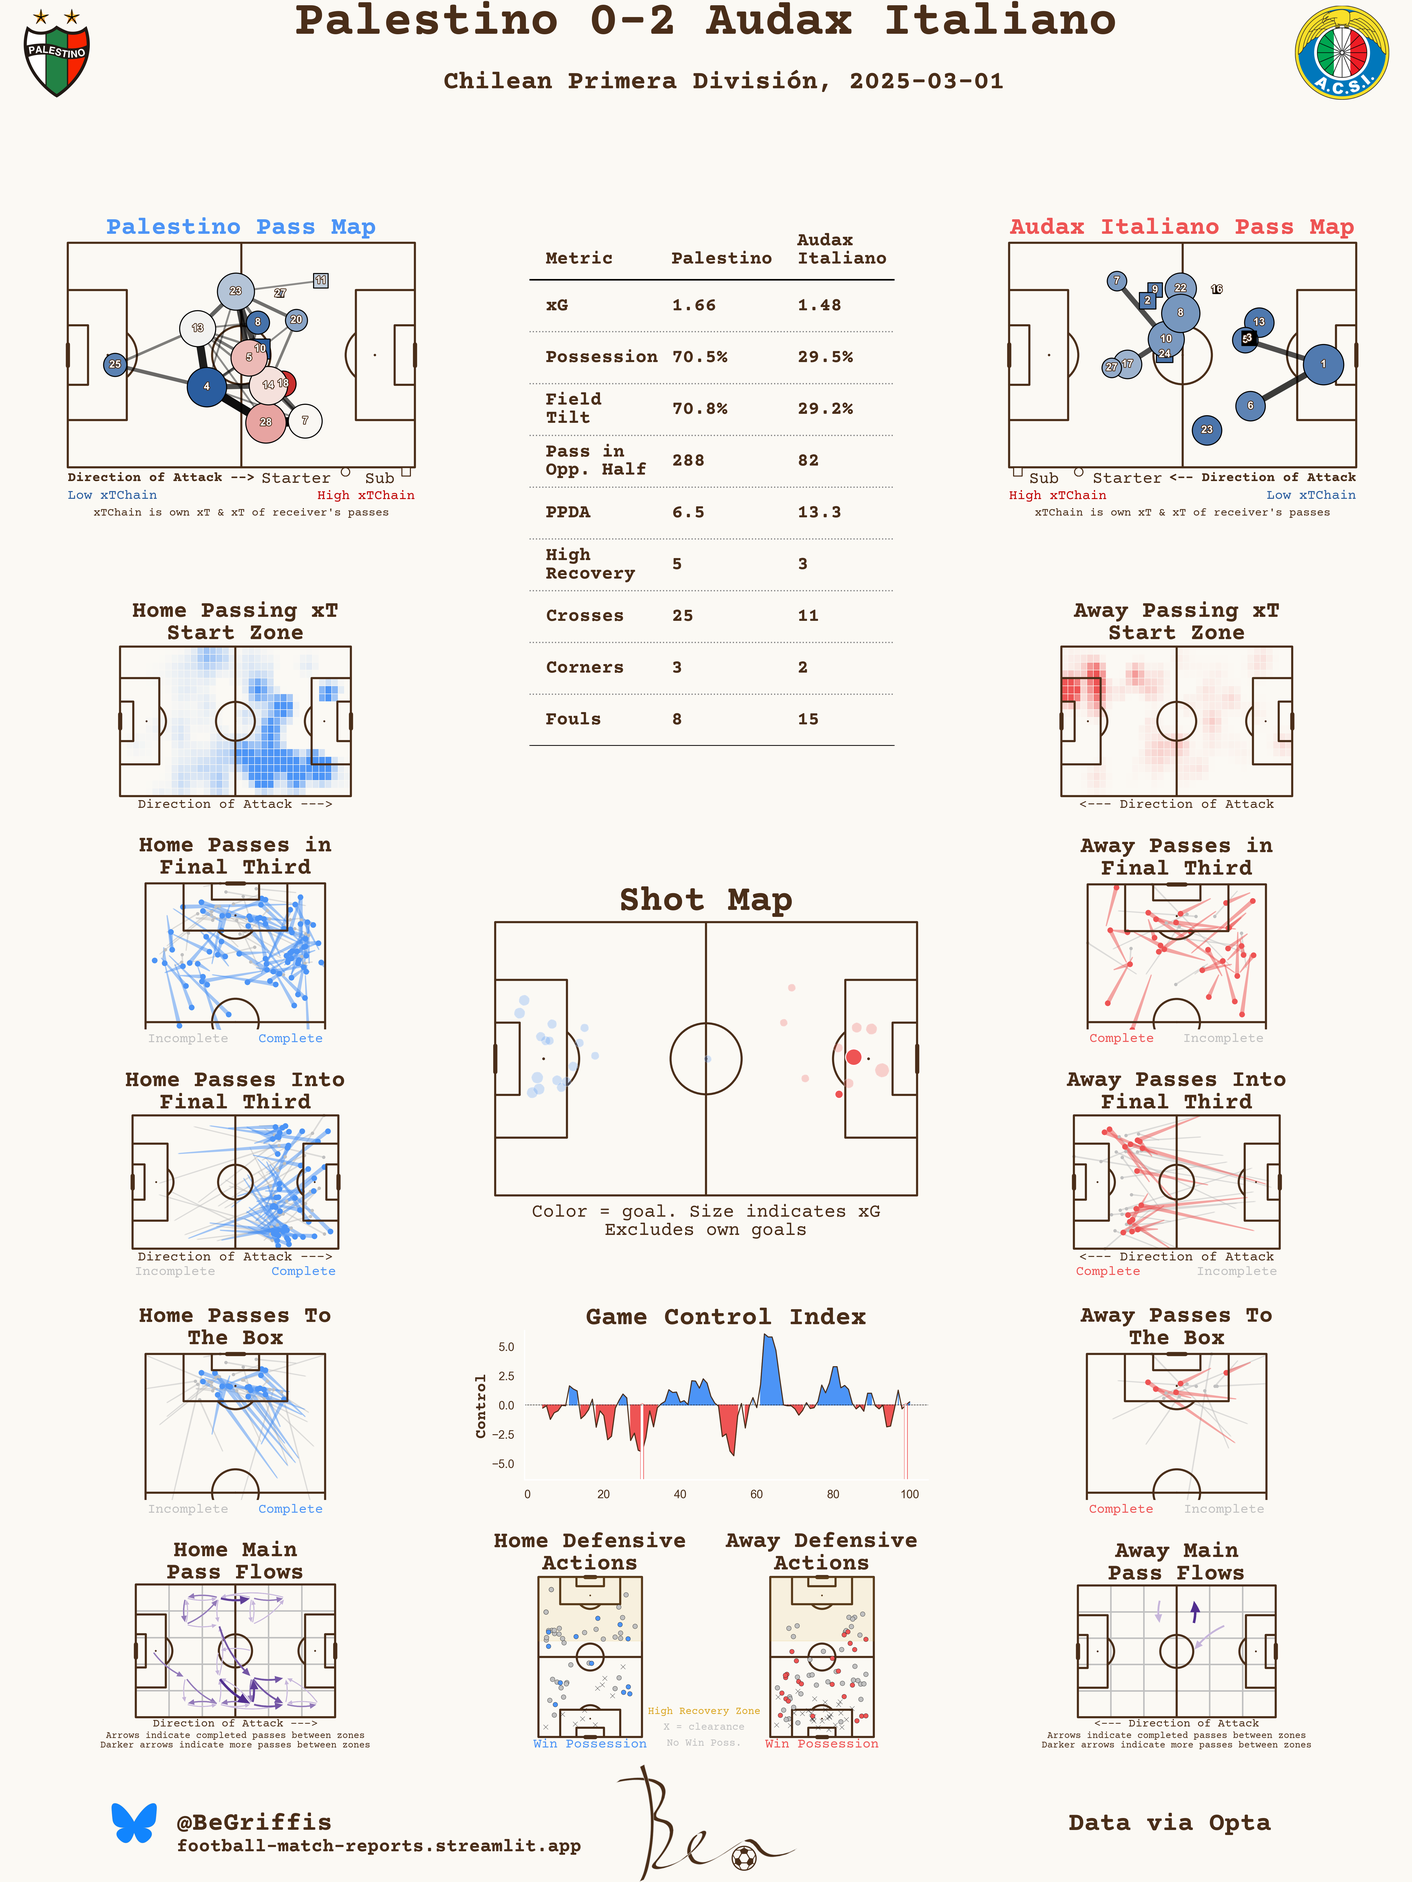 Palestino 0-2 Audax Italiano
Chilean Primera División, 2025-03-01
PALESTINO
A.C.S.I.
Palestino Pass Map
11
23
27
8
20
13
10
5
25
4
14
18
28
7
Direction of Attack --> Starter Sub
Low xTChain High xTChain
xTChain is own xT & xT of receiver's passes
Metric Palestino Audax Italiano
xG 1.66 1.48
Possession 70.5% 29.5%
Field Tilt 70.8% 29.2%
Pass in Opp. Half 288 82
PPDA 6.5 13.3
High Recovery 5 3
Crosses 25 11
Corners 3 2
Fouls 8 15
Audax Italiano Pass Map
7
9
22
16
2
8
13
10
3
24
27
17
1
6
23
Sub Starter <-- Direction of Attack
High xTChain Low xTChain
xTChain is own xT & xT of receiver's passes
Home Passing xT
Start Zone
Direction of Attack --->
Away Passing xT
Start Zone
<--- Direction of Attack
Home Passes in
Final Third
Incomplete Complete
Away Passes in
Final Third
Complete Incomplete
Shot Map
Color = goal. Size indicates xG
Excludes own goals
Home Passes Into
Final Third
Direction of Attack --->
Incomplete Complete
Away Passes Into
Final Third
<--- Direction of Attack
Complete Incomplete
Home Passes To
The Box
Incomplete Complete
Game Control Index
Control
5.0
2.5
0.0
−2.5
−5.0
0 20 40 60 80 100
Away Passes To
The Box
Complete Incomplete
Home Main
Pass Flows
Direction of Attack --->
Arrows indicate completed passes between zones
Darker arrows indicate more passes between zones
Home Defensive
Actions
Win Possession
High Recovery Zone
X = clearance
No Win Poss.
Away Defensive
Actions
Win Possession
Away Main
Pass Flows
<--- Direction of Attack
Arrows indicate completed passes between zones
Darker arrows indicate more passes between zones
@BeGriffis
football-match-reports.streamlit.app
Ben
Data via Opta